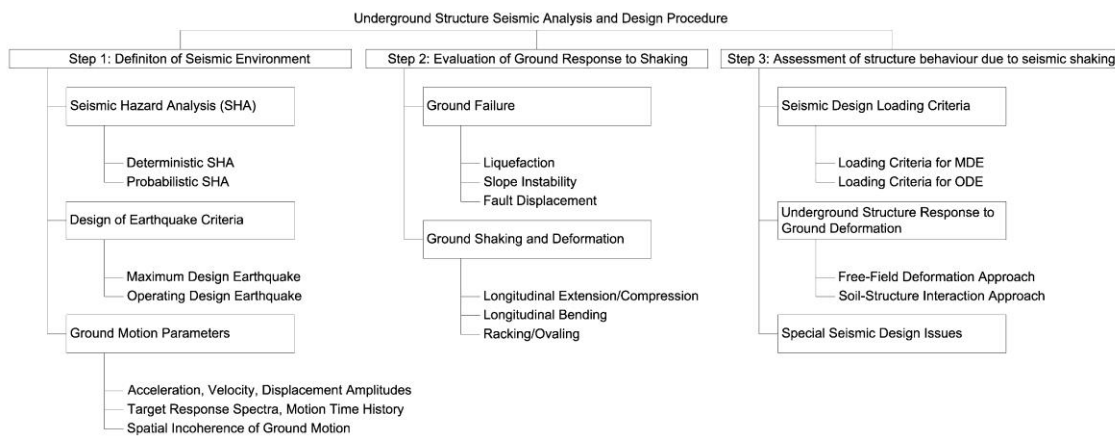 Underground Structure Seismic Analysis and Design Procedure
Step 1: Definiton of Seismic Environment
Seismic Hazard Analysis (SHA)
Deterministic SHA
Probabilistic SHA
Design of Earthquake Criteria
Maximum Design Earthquake
Operating Design Earthquake
Ground Motion Parameters
Acceleration, Velocity, Displacement Amplitudes
Target Response Spectra, Motion Time History
Spatial Incoherence of Ground Motion
Step 2: Evaluation of Ground Response to Shaking
Ground Failure
Liquefaction
Slope Instability
Fault Displacement
Ground Shaking and Deformation
Longitudinal Extension/Compression
Longitudinal Bending
Racking/Ovaling
Step 3: Assessment of structure behaviour due to seismic shaking
Seismic Design Loading Criteria
Loading Criteria for MDE
Loading Criteria for ODE
Underground Structure Response to
Ground Deformation
Free-Field Deformation Approach
Soil-Structure Interaction Approach
Special Seismic Design Issues